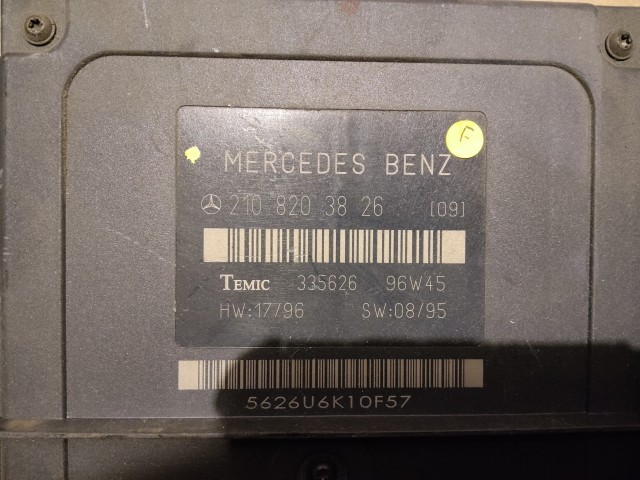 F
MERCEDES BENZ
210 820 38 26 [09]
TEMIC 335626 96W45
HW:17/96 SW:08/95
5626U6K10F57